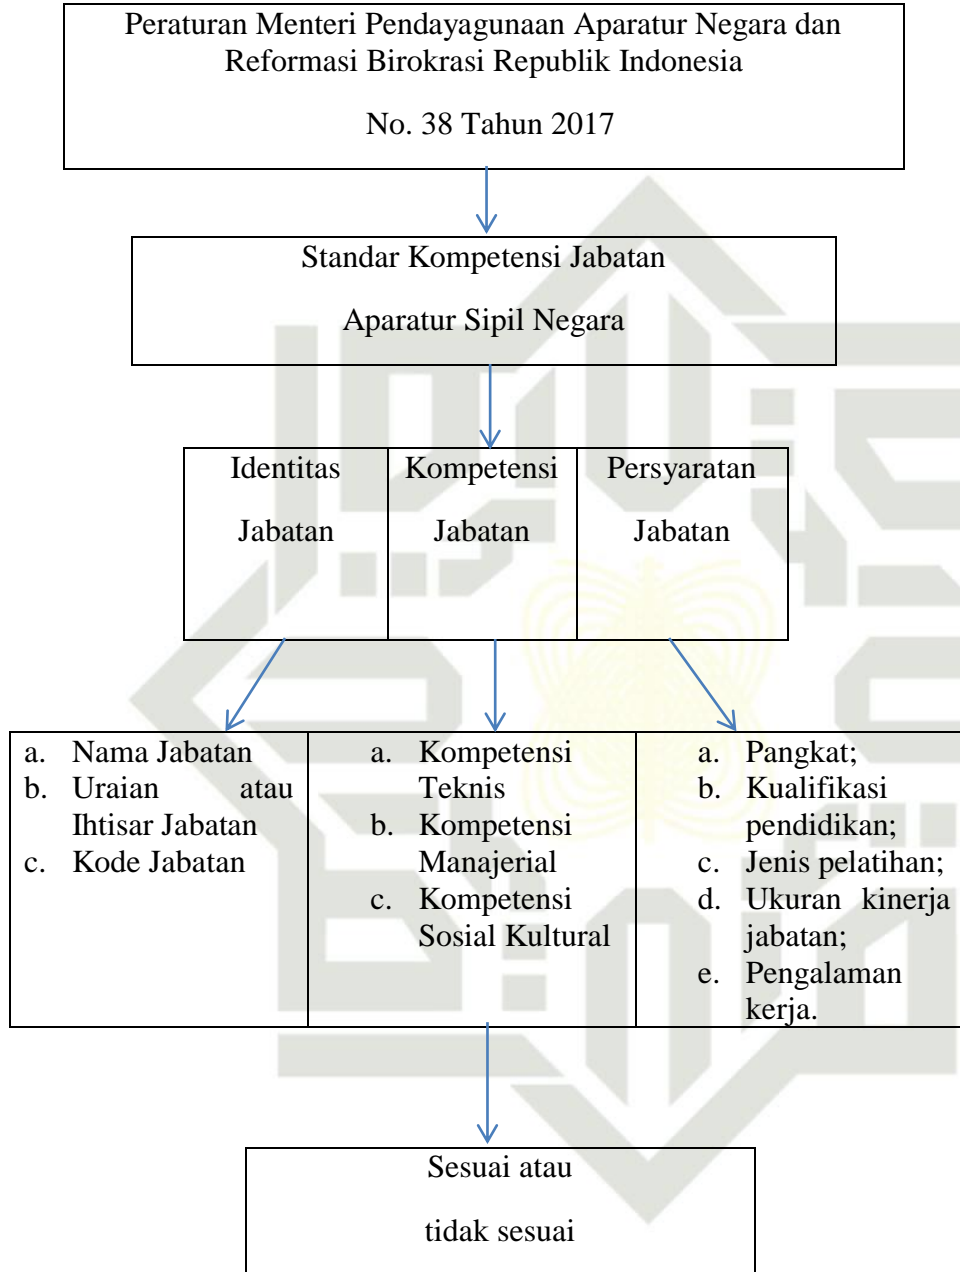 Peraturan Menteri Pendayagunaan Aparatur Negara dan
Reformasi Birokrasi Republik Indonesia
No. 38 Tahun 2017
Standar Kompetensi Jabatan
Aparatur Sipil Negara
Identitas
Jabatan
Kompetensi
Jabatan
Persyaratan
Jabatan
a. Nama Jabatan
b. Uraian atau
Ihtisar Jabatan
c. Kode Jabatan
a. Kompetensi
Teknis
b. Kompetensi
Manajerial
c. Kompetensi
Sosial Kultural
a. Pangkat;
b. Kualifikasi
pendidikan;
c. Jenis pelatihan;
d. Ukuran kinerja
jabatan;
e. Pengalaman
kerja.
Sesuai atau
tidak sesuai